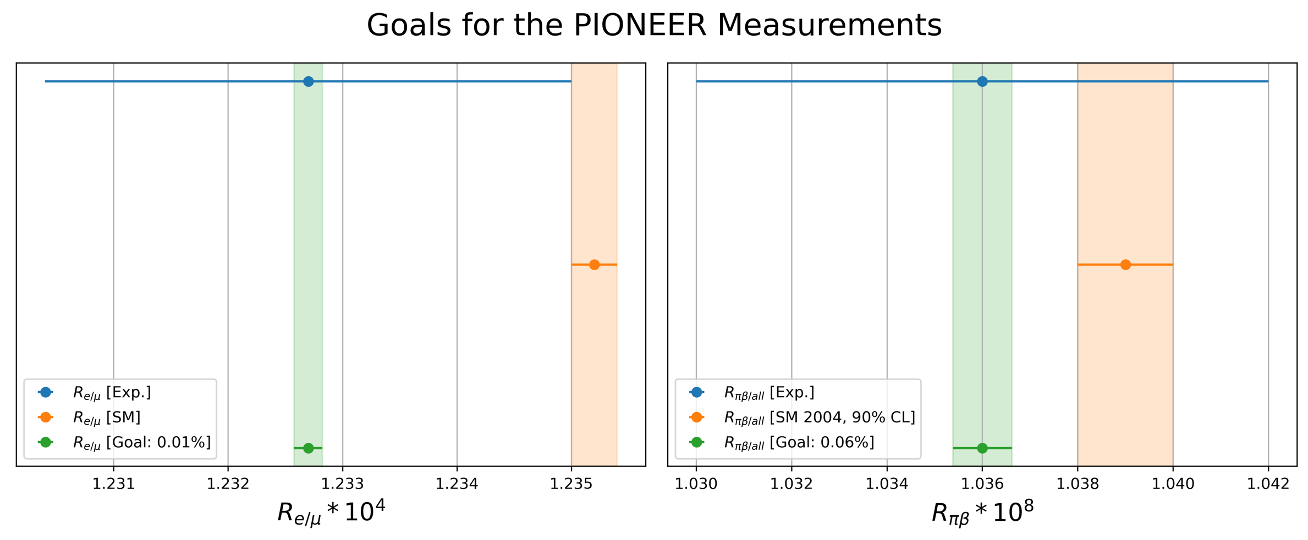 Goals for the PIONEER Measurements
R_{e/μ} [Exp.]
R_{e/μ} [SM]
R_{e/μ} [Goal: 0.01%]
1.231 1.232 1.233 1.234 1.235
R_{e/μ} * 10^4
R_{πβ/all} [Exp.]
R_{πβ/all} [SM 2004, 90% CL]
R_{πβ/all} [Goal: 0.06%]
1.030 1.032 1.034 1.036 1.038 1.040 1.042
R_{πβ} * 10^8